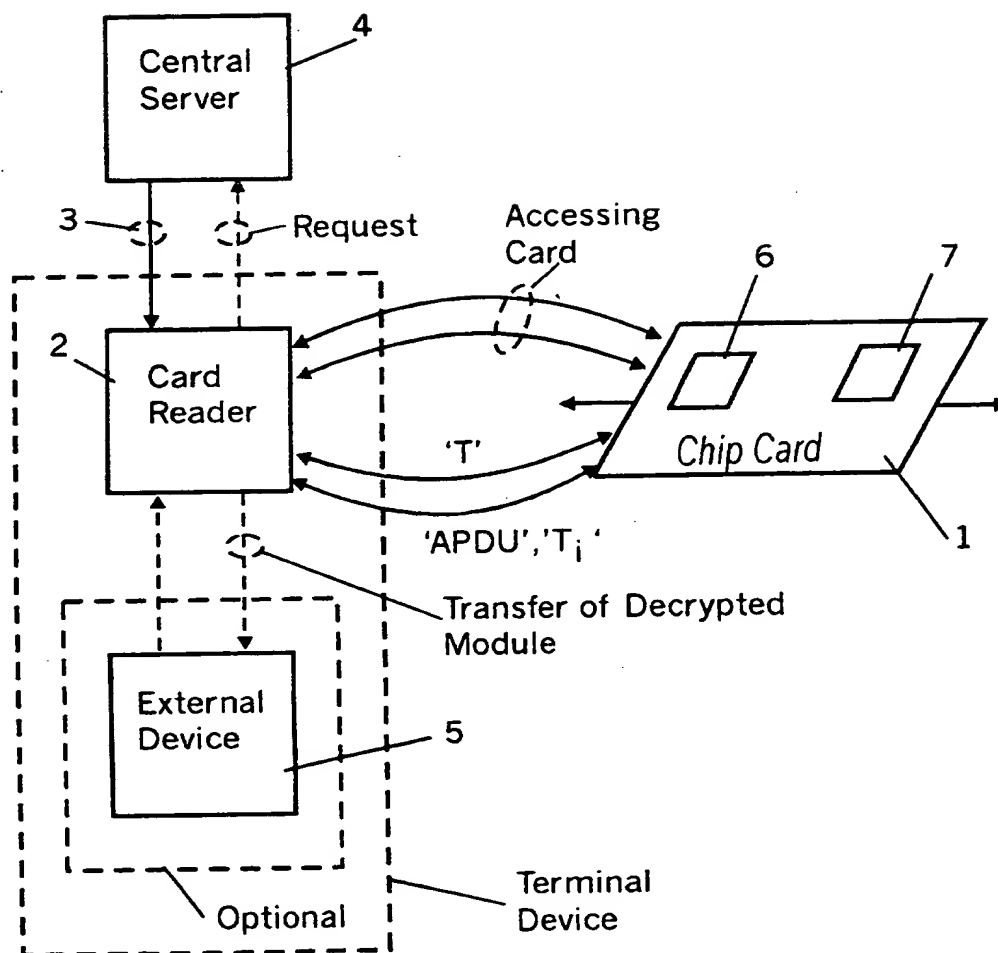 4
Central
Server
3
Request
Accessing
Card
6
7
2
Card
Reader
'T'
Chip Card
'APDU','Ti '
1
Transfer of Decrypted
Module
External
Device
5
Terminal
Device
Optional